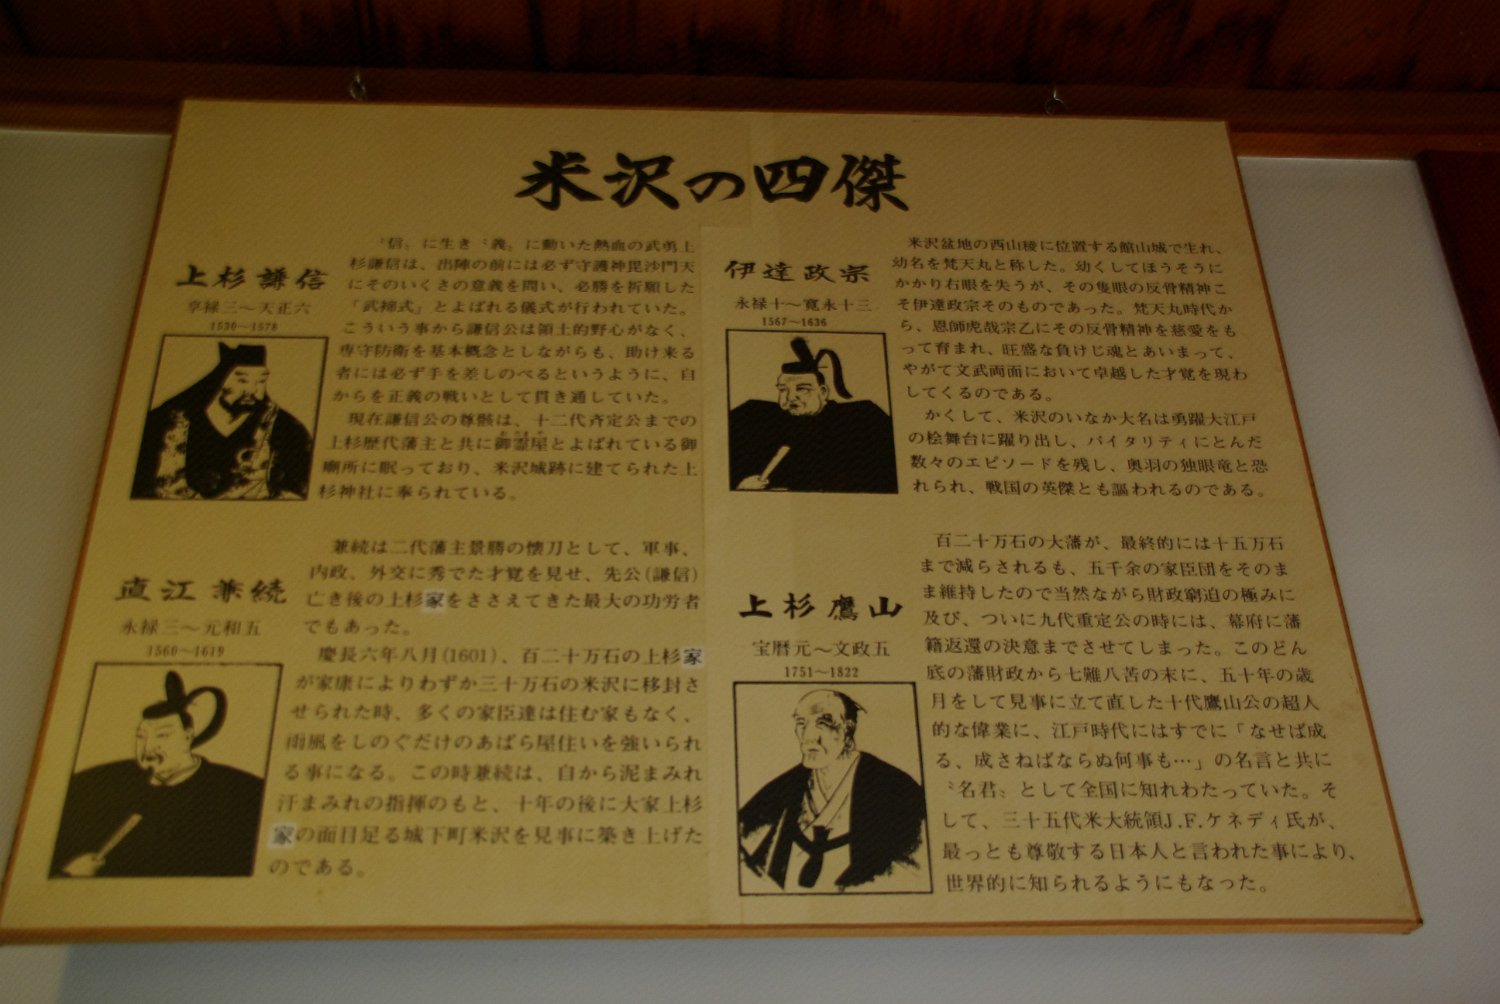 米沢の四傑
上杉謙信
享禄三～天正六
1530～1578
〝信〟に生き〝義〟に動いた熱血の武勇上
杉謙信は、出陣の前には必ず守護神毘沙門天
にそのいくさの意義を問い、必勝を祈願した
「武禘式」とよばれる儀式が行われていた。
こういう事から謙信公は領土的野心がなく、
専守防衛を基本概念としながらも、助け来る
者には必ず手を差しのべるというように、自
からを正義の戦いとして貫き通していた。
現在謙信公の尊骸は、十二代斉定公までの
上杉歴代藩主と共に御霊屋とよばれている御
廟所に眠っており、米沢城跡に建てられた上
杉神社に奉られている。
直江兼続
永禄三～元和五
1560～1619
兼続は二代藩主景勝の懐刀として、軍事、
内政、外交に秀でた才覚を見せ、先公(謙信)
亡き後の上杉家をささえてきた最大の功労者
でもあった。
慶長六年八月(1601)、百二十万石の上杉家
が家康によりわずか三十万石の米沢に移封さ
せられた時、多くの家臣達は住む家もなく、
雨風をしのぐだけのあばら屋住いを強いられ
る事になる。この時兼続は、自から泥まみれ
汗まみれの指揮のもと、十年の後に大家上杉
家の面目足る城下町米沢を見事に築き上げた
のである。
伊達政宗
永禄十～寛永十三
1567～1636
米沢盆地の西山稜に位置する館山城で生れ、
幼名を梵天丸と称した。幼くしてほうそうに
かかり右眼を失うが、その隻眼の反骨精神こ
そ伊達政宗そのものであった。梵天丸時代か
ら、恩師虎哉宗乙にその反骨精神を慈愛をも
って育まれ、旺盛な負けじ魂とあいまって、
やがて文武両面において卓越した才覚を現わ
してくるのである。
かくして、米沢のいなか大名は勇躍大江戸
の桧舞台に躍り出し、バイタリティにとんだ
数々のエピソードを残し、奥羽の独眼竜と恐
れられ、戦国の英傑とも謳われるのである。
上杉鷹山
宝暦元～文政五
1751～1822
百二十万石の大藩が、最終的には十五万石
まで減らされるも、五千余の家臣団をそのま
ま維持したので当然ながら財政窮迫の極みに
及び、ついに九代重定公の時には、幕府に藩
籍返還の決意までさせてしまった。このどん
底の藩財政から七難八苦の末に、五十年の歳
月をして見事に立て直した十代鷹山公の超人
的な偉業に、江戸時代にはすでに「なせば成
る、成さねばならぬ何事も…」の名言と共に
〝名君〟として全国に知れわたっていた。そ
して、三十五代米大統領J.F.ケネディ氏が、
最っとも尊敬する日本人と言われた事により、
世界的に知られるようにもなった。